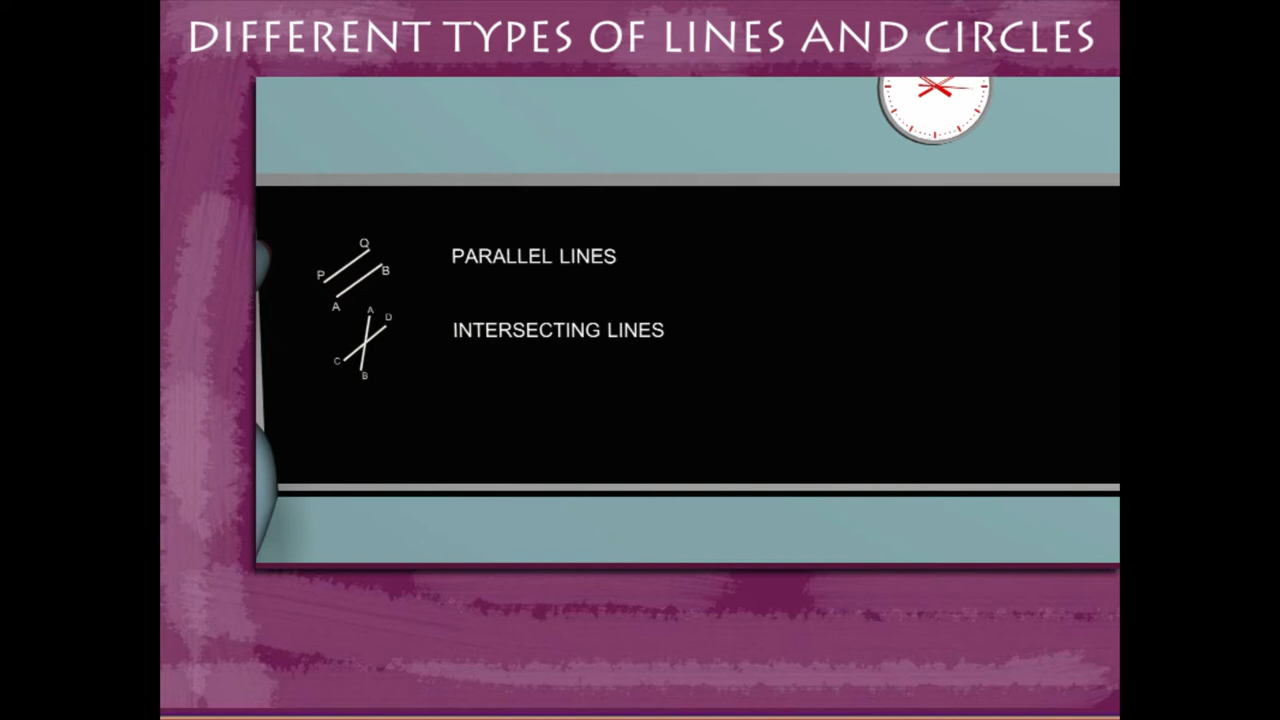 DIFFERENT TYPES OF LINES AND CIRCLES
Q
P
B
A
PARALLEL LINES
A
D
C
B
INTERSECTING LINES